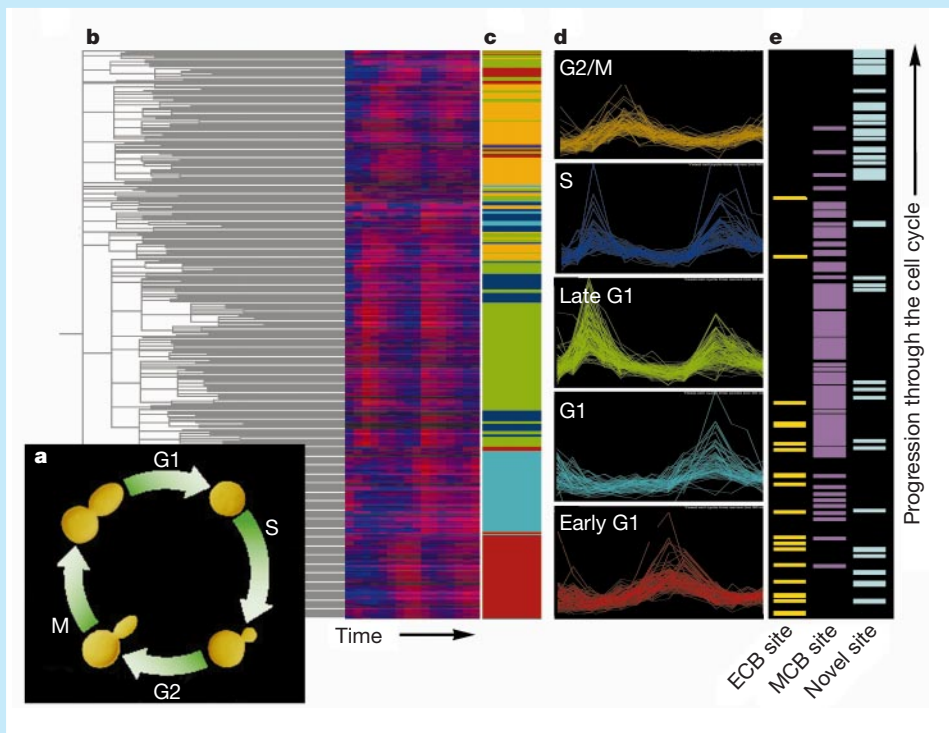 b
c
d
e
G2/M
S
Late G1
G1
Early G1
Progression through the cell cycle
a
G1
S
G2
M
Time
ECB site
MCB site
Novel site